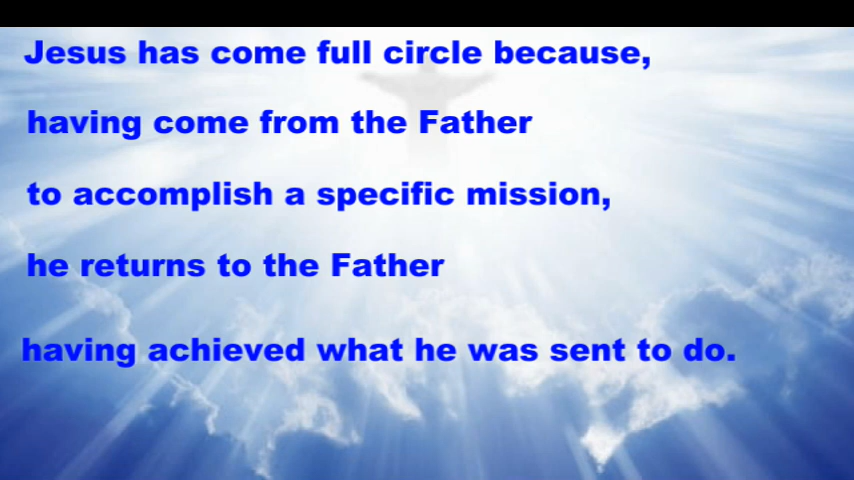 Jesus has come full circle because,
having come from the Father
to accomplish a specific mission,
he returns to the Father
having achieved what he was sent to do.